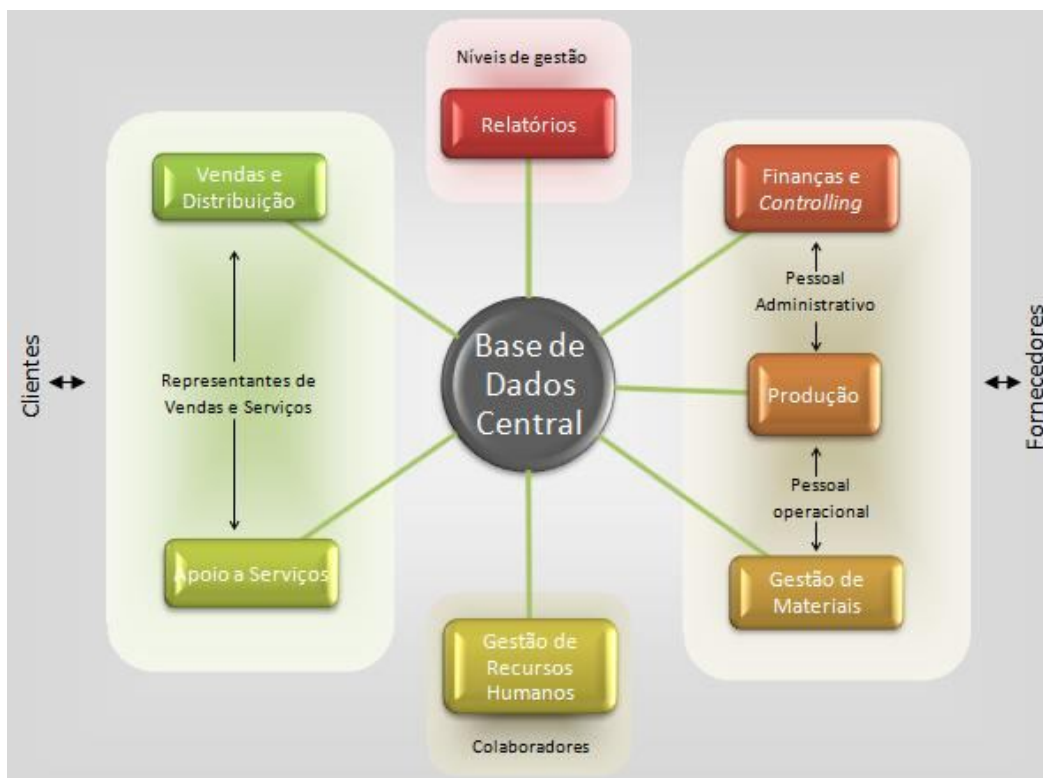 Níveis de gestão
Relatórios
Vendas e
Distribuição
Finanças e
Controlling
Pessoal
Administrativo
Clientes
Representantes de
Vendas e Serviços
Base de
Dados
Central
Produção
Fornecedores
Pessoal
operacional
Apoio a Serviços
Gestão de
Materiais
Gestão de
Recursos
Humanos
Colaboradores